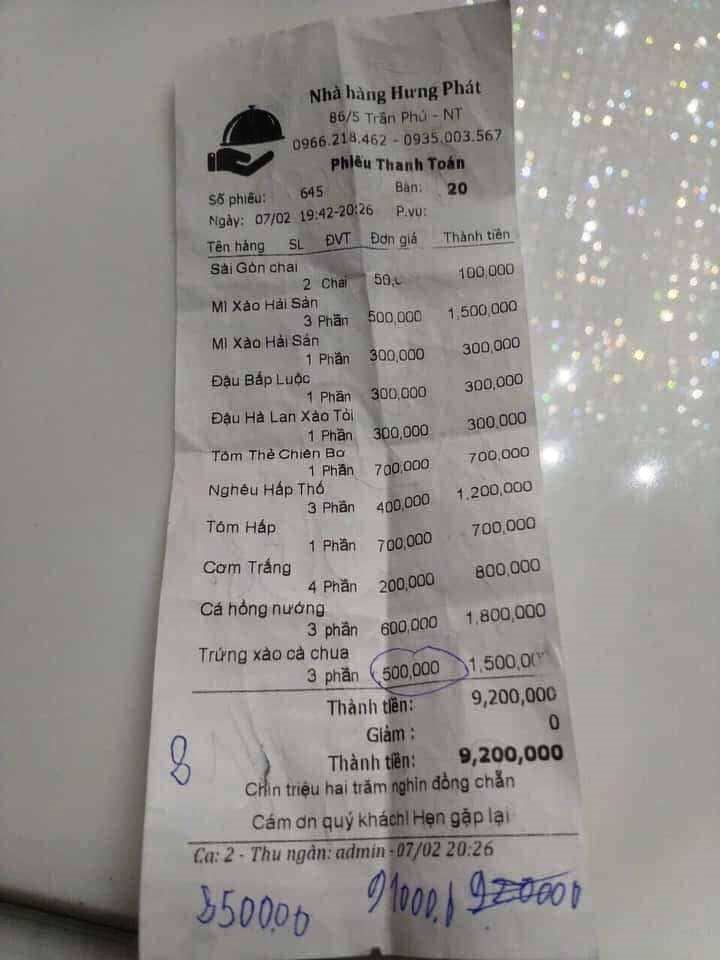 Nhà hàng Hưng Phát
86/5 Trần Phú - NT
0966.218.462 - 0935.003.567
Phiếu Thanh Toán
Số phiếu: 645 Bàn: 20
Ngày: 07/02 19:42-20:26 P.vụ:
Tên hàng SL ĐVT Đơn giá Thành tiền
Sài Gòn chai
2 Chai 100,000
Mì Xào Hải Sản
3 Phần 500,000 1,500,000
Mì Xào Hải Sản
1 Phần 300,000 300,000
Đậu Bắp Luộc
1 Phần 300,000 300,000
Đậu Hà Lan Xào Tỏi
1 Phần 300,000 300,000
Tôm Thẻ Chiên Bơ
1 Phần 700,000 700,000
Nghêu Hấp Thố
3 Phần 400,000 1,200,000
Tôm Hấp
1 Phần 700,000 700,000
Cơm Trắng
4 Phần 200,000 800,000
Cá hồng nướng
3 phần 600,000 1,800,000
Trứng xào cà chua
3 phần 500,000 1,500,00
Thành tiền: 9,200,000
Giảm : 0
Thành tiền: 9,200,000
8
Chín triệu hai trăm nghìn đồng chẵn
Cám ơn quý khách! Hẹn gặp lại
Ca: 2 - Thu ngân: admin - 07/02 20:26